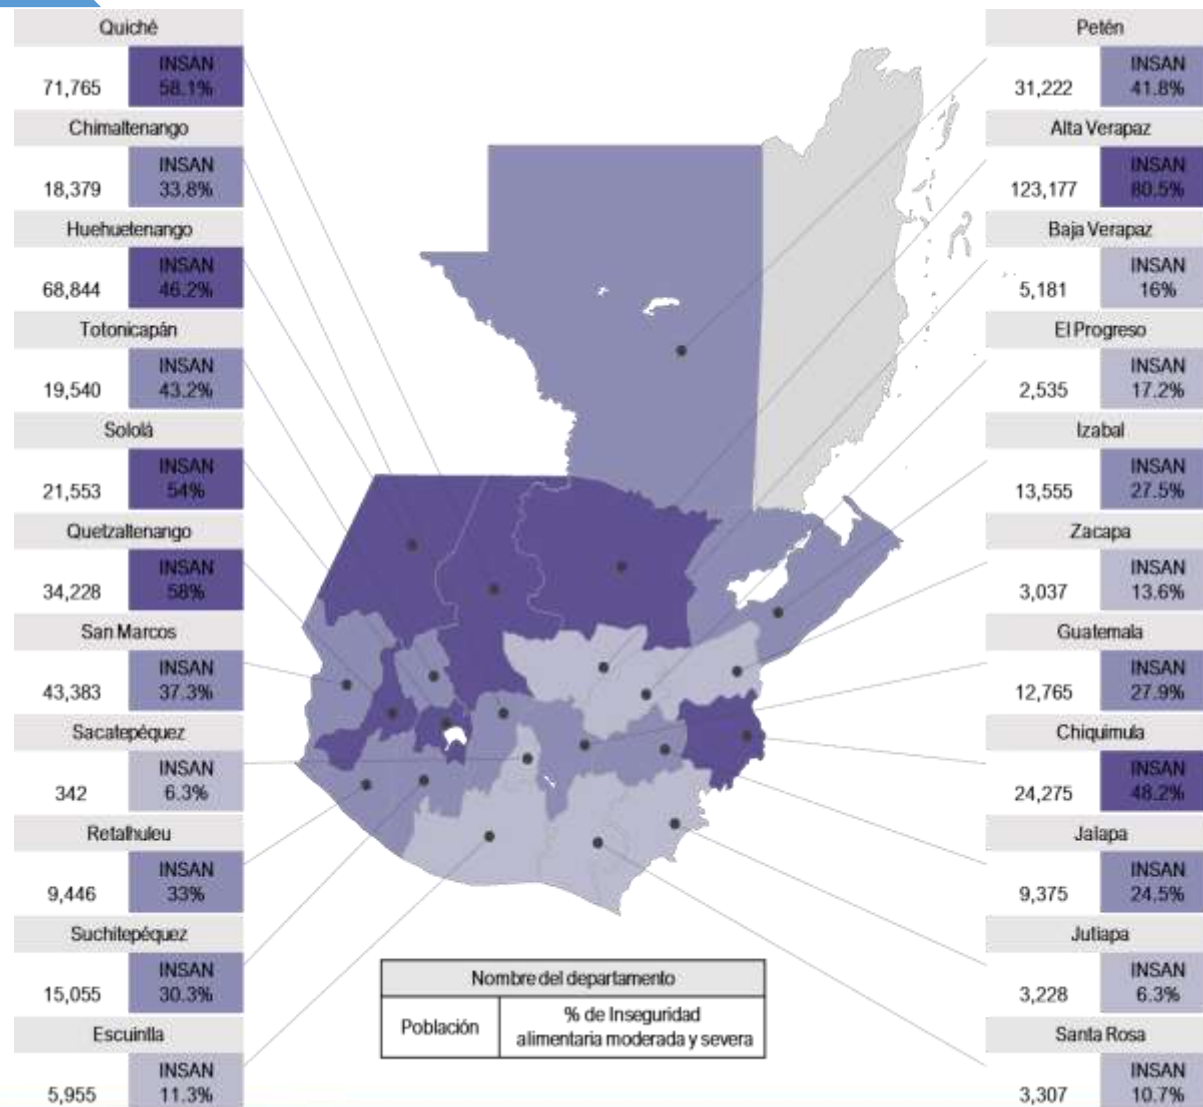 Quiché
INSAN
71,765 58.1%
Chimaltenango
INSAN
18,379 33.8%
Huehuetenango
INSAN
68,844 46.2%
Totonicapán
INSAN
19,540 43.2%
Sololá
INSAN
21,553 54%
Quetzaltenango
INSAN
34,228 58%
San Marcos
INSAN
43,383 37.3%
Sacatepéquez
INSAN
342 6.3%
Retalhuleu
INSAN
9,446 33%
Suchitepéquez
INSAN
15,055 30.3%
Escuintla
INSAN
5,955 11.3%
Nombre del departamento
Población
% de Inseguridad
alimentaria moderada y severa
Petén
INSAN
31,222 41.8%
Alta Verapaz
INSAN
123,177 80.5%
Baja Verapaz
INSAN
5,181 16%
El Progreso
INSAN
2,535 17.2%
Izabal
INSAN
13,555 27.5%
Zacapa
INSAN
3,037 13.6%
Guatemala
INSAN
12,765 27.9%
Chiquimula
INSAN
24,275 48.2%
Jalapa
INSAN
9,375 24.5%
Jutiapa
INSAN
3,228 6.3%
Santa Rosa
INSAN
3,307 10.7%